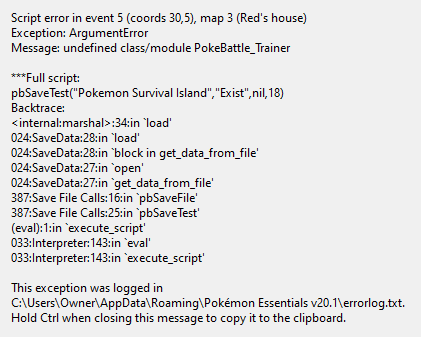 Script error in event 5 (coords 30,5), map 3 (Red's house)
Exception: ArgumentError
Message: undefined class/module PokeBattle_Trainer
***Full script:
pbSaveTest("Pokemon Survival Island","Exist",nil,18)
Backtrace:
<internal:marshal>:34:in `load'
024:SaveData:28:in `load'
024:SaveData:28:in `block in get_data_from_file'
024:SaveData:27:in `open'
024:SaveData:27:in `get_data_from_file'
387:Save File Calls:16:in `pbSaveFile'
387:Save File Calls:25:in `pbSaveTest'
(eval):1:in `execute_script'
033:Interpreter:143:in `eval'
033:Interpreter:143:in `execute_script'
This exception was logged in
C:\Users\Owner\AppData\Roaming\Pokémon Essentials v20.1\errorlog.txt.
Hold Ctrl when closing this message to copy it to the clipboard.